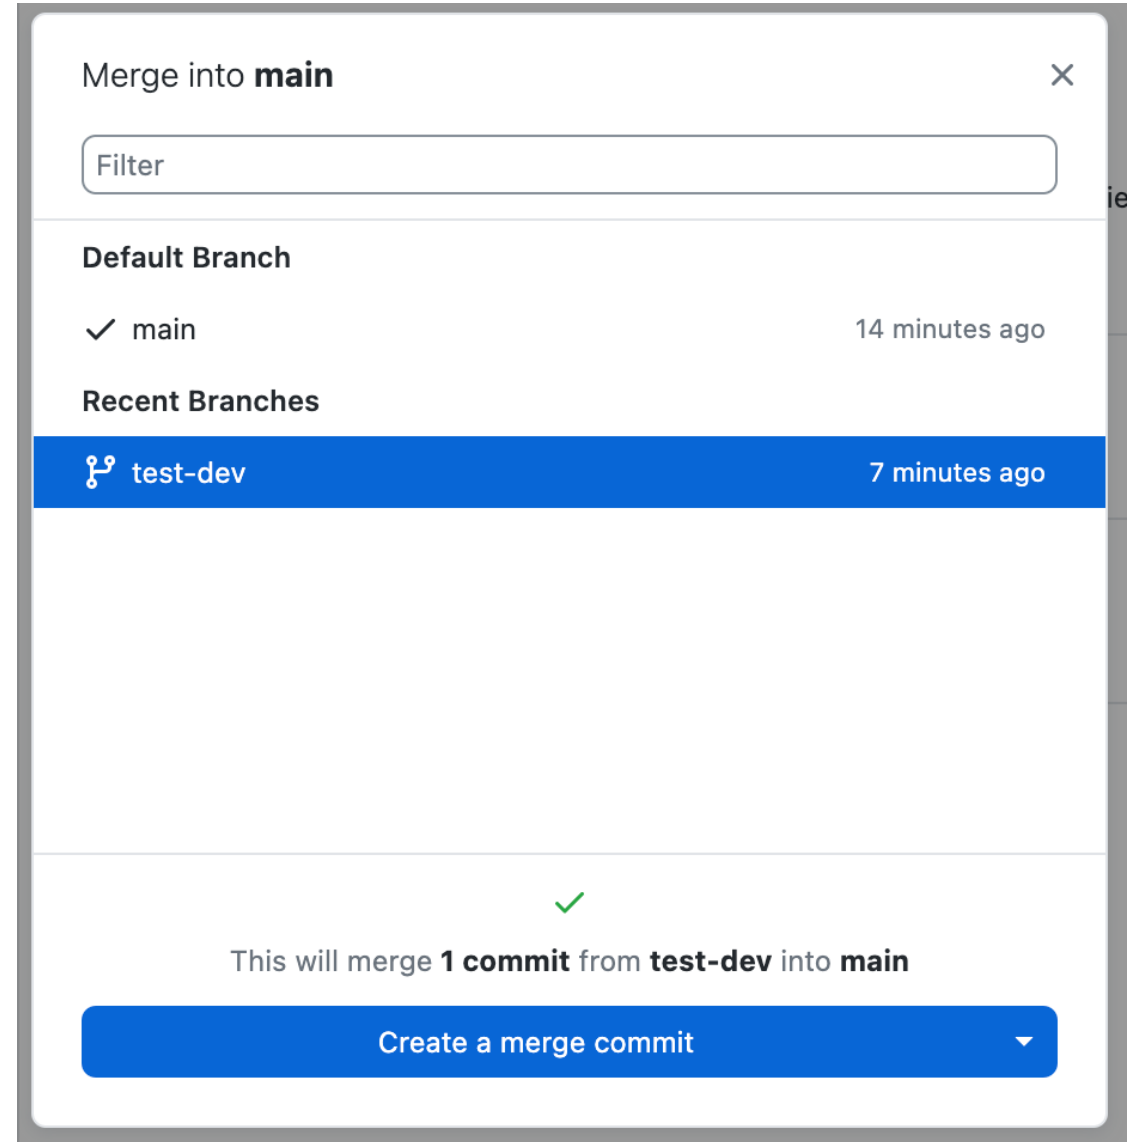 Merge into main
Filter
ie
Default Branch
main 14 minutes ago
Recent Branches
test-dev 7 minutes ago
This will merge 1 commit from test-dev into main
Create a merge commit